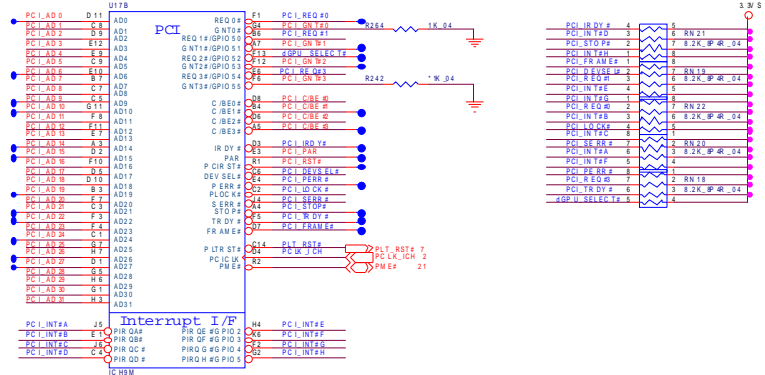 U17B
PCI
PCI_AD0 D11 AD0
PCI_AD1 C8 AD1
PCI_AD2 D9 AD2
PCI_AD3 E12 AD3
PCI_AD4 E9 AD4
PCI_AD5 C9 AD5
PCI_AD6 E10 AD6
PCI_AD7 B7 AD7
PCI_AD8 C7 AD8
PCI_AD9 C5 AD9
PCI_AD10 G11 AD10
PCI_AD11 F8 AD11
PCI_AD12 F11 AD12
PCI_AD13 E7 AD13
PCI_AD14 A3 AD14
PCI_AD15 D2 AD15
PCI_AD16 F10 AD16
PCI_AD17 D5 AD17
PCI_AD18 D10 AD18
PCI_AD19 B3 AD19
PCI_AD20 F7 AD20
PCI_AD21 C3 AD21
PCI_AD22 F3 AD22
PCI_AD23 F4 AD23
PCI_AD24 C1 AD24
PCI_AD25 G7 AD25
PCI_AD26 H7 AD26
PCI_AD27 D1 AD27
PCI_AD28 G5 AD28
PCI_AD29 H6 AD29
PCI_AD30 G1 AD30
PCI_AD31 H3 AD31
REQ0# F1 PCI_REQ#0
GNT0# G4 PCI_GNT#0 R264 1K_04
REQ1#/GPIO50 B6 PCI_REQ#1
GNT1#/GPIO51 A7 PCI_GNT#1
REQ2#/GPIO52 F13 dGPU_SELECT#
GNT2#/GPIO53 F12 PCI_GNT#2
REQ3#/GPIO54 E6 PCI_REQ#3
GNT3#/GPIO55 F6 PCI_GNT#3 R242 *1K_04
C/BE0# D8 PCI_C/BE#0
C/BE1# B4 PCI_C/BE#1
C/BE2# D6 PCI_C/BE#2
C/BE3# A5 PCI_C/BE#3
IRDY# D3 PCI_IRDY#
PAR E3 PCI_PAR
PCIRST# R1 PCI_RST#
DEVSEL# C6 PCI_DEVSEL#
PERR# E4 PCI_PERR#
PLOCK# C2 PCI_LOCK#
SERR# J4 PCI_SERR#
STOP# A4 PCI_STOP#
TRDY# F5 PCI_TRDY#
FRAME# D7 PCI_FRAME#
PLTRST# C14 PLT_RST# PLT_RST# 7
PCICLK D4 PCLK_ICH PCLK_ICH 2
PME# R2 PME# 21
Interrupt I/F
PCI_INT#A J5 PIRQA# PIRQE#GPIO2 H4 PCI_INT#E
PCI_INT#B E1 PIRQB# PIRQF#GPIO3 K6 PCI_INT#F
PCI_INT#C J6 PIRQC# PIRQG#GPIO4 F2 PCI_INT#G
PCI_INT#D C4 PIRQD# PIRQH#GPIO5 G2 PCI_INT#H
ICH9M
3.3VS
PCI_IRDY# 4 5
PCI_INT#D 3 6 RN21
PCI_STOP# 2 7 8.2K_8P4R_04
PCI_INT#H 1 8
PCI_FRAME# 1 8
PCI_DEVSEL# 2 7 RN19
PCI_REQ#1 3 6 8.2K_8P4R_04
PCI_INT#E 4 5
PCI_INT#G 1 8
PCI_REQ#0 2 7 RN22
PCI_INT#B 3 6 8.2K_8P4R_04
PCI_LOCK# 4 5
PCI_INT#C 1 8
PCI_SERR# 2 RN20
PCI_INT#A 3 6 8.2K_8P4R_04
PCI_INT#F 4 5
PCI_PERR# 8 1
PCI_REQ#3 7 2 RN18
PCI_TRDY# 6 3 8.2K_8P4R_04
dGPU_SELECT# 5 4